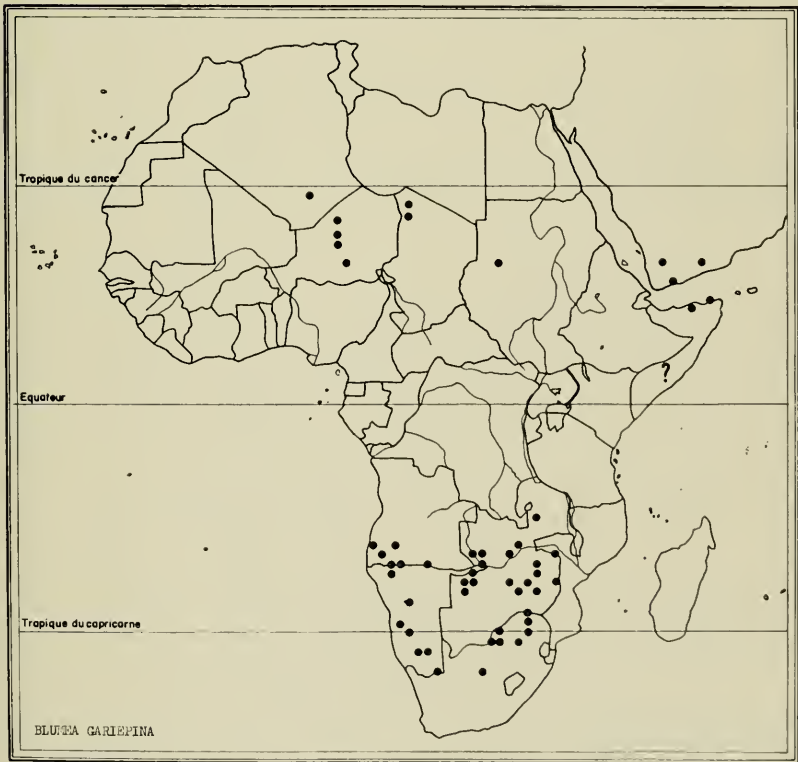 Tropique du cancer
?
Equateur
Tropique du capricorne
BLUMEA GARIEPINA